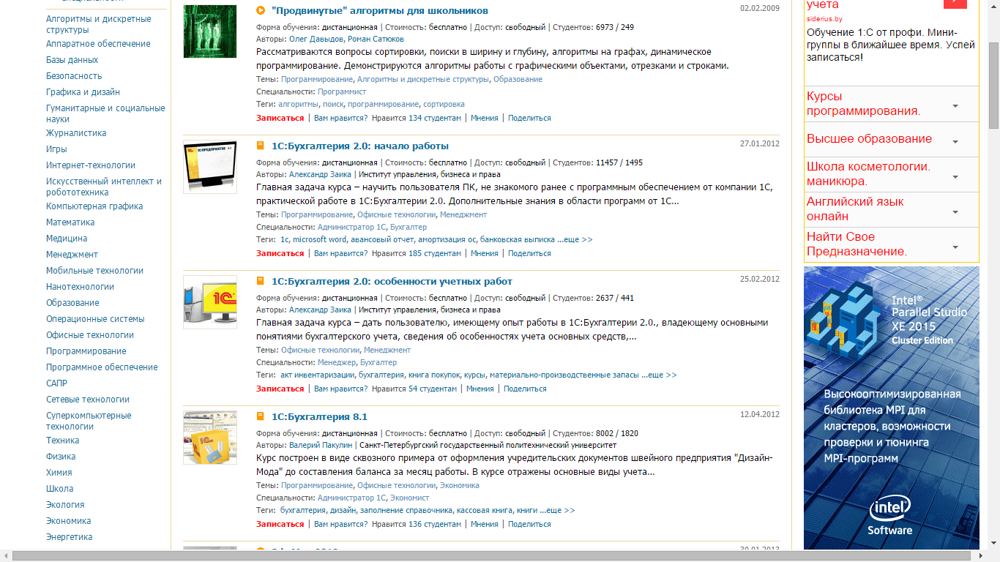 Алгоритмы и дискретные
структуры
Аппаратное обеспечение
Базы данных
Безопасность
Графика и дизайн
Гуманитарные и социальные
науки
Журналистика
Игры
Интернет-технологии
Искусственный интеллект и
робототехника
Компьютерная графика
Математика
Медицина
Менеджмент
Мобильные технологии
Нанотехнологии
Образование
Операционные системы
Офисные технологии
Программирование
Программное обеспечение
САПР
Сетевые технологии
Суперкомпьютерные
технологии
Техника
Физика
Химия
Школа
Экология
Экономика
Энергетика
"Продвинутые" алгоритмы для школьников 02.02.2009
Форма обучения: дистанционная | Стоимость: бесплатно | Доступ: свободный | Студентов: 6973 / 249
Авторы: Олег Давыдов, Роман Сатюков
Рассматриваются вопросы сортировки, поиски в ширину и глубину, алгоритмы на графах, динамическое
программирование. Демонстрируются алгоритмы работы с графическими объектами, отрезками и строками.
Темы: Программирование, Алгоритмы и дискретные структуры, Образование
Специальности: Программист
Теги: алгоритмы, поиск, программирование, сортировка
Записаться | Вам нравится? Нравится 134 студентам | Мнения | Поделиться
1С:Бухгалтерия 2.0: начало работы 27.01.2012
Форма обучения: дистанционная | Стоимость: бесплатно | Доступ: свободный | Студентов: 11457 / 1495
Авторы: Александр Заика | Институт управления, бизнеса и права
Главная задача курса – научить пользователя ПК, не знакомого ранее с программным обеспечением от компании 1С,
практической работе в 1С:Бухгалтерии 2.0. Дополнительные знания в области программ от 1С...
Темы: Программирование, Офисные технологии, Менеджмент
Специальности: Администратор 1С, Бухгалтер
Теги: 1c, microsoft word, авансовый отчет, амортизация ос, банковская выписка ...еще >>
Записаться | Вам нравится? Нравится 185 студентам | Мнения | Поделиться
1С:Бухгалтерия 2.0: особенности учетных работ 25.02.2012
Форма обучения: дистанционная | Стоимость: бесплатно | Доступ: свободный | Студентов: 2637 / 441
Авторы: Александр Заика | Институт управления, бизнеса и права
Главная задача курса – дать пользователю, имеющему опыт работы в 1С:Бухгалтерии 2.0., владеющему основными
понятиями бухгалтерского учета, сведения об особенностях учета основных средств,...
Темы: Офисные технологии, Менеджмент
Специальности: Менеджер, Бухгалтер
Теги: акт инвентаризации, бухгалтерия, книга покупок, курсы, материально-производственные запасы ...еще >>
Записаться | Вам нравится? Нравится 54 студентам | Мнения | Поделиться
1С:Бухгалтерия 8.1 12.04.2012
Форма обучения: дистанционная | Стоимость: бесплатно | Доступ: свободный | Студентов: 8002 / 1820
Авторы: Валерий Пакулин | Санкт-Петербургский государственный политехнический университет
Курс построен в виде сквозного примера от оформления учредительских документов швейного предприятия "Дизайн-
Мода" до составления баланса за месяц работы. В курсе отражены основные виды учета...
Темы: Программирование, Офисные технологии, Экономика
Специальности: Администратор 1С, Экономист
Теги: бухгалтерия, дизайн, заполнение справочника, кассовая книга, книги ...еще >>
Записаться | Вам нравится? Нравится 136 студентам | Мнения | Поделиться
учета
siderius.by
Обучение 1:С от профи. Мини-
группы в ближайшее время. Успей
записаться!
Курсы
программирования.
Высшее образование
Школа косметологии.
маникюра.
Английский язык
онлайн
Найти Свое
Предназначение.
Intel®
Parallel Studio
XE 2015
Cluster Edition
Высокооптимизированная
библиотека MPI для
кластеров, возможности
проверки и тюнинга
MPI-программ
intel
Software